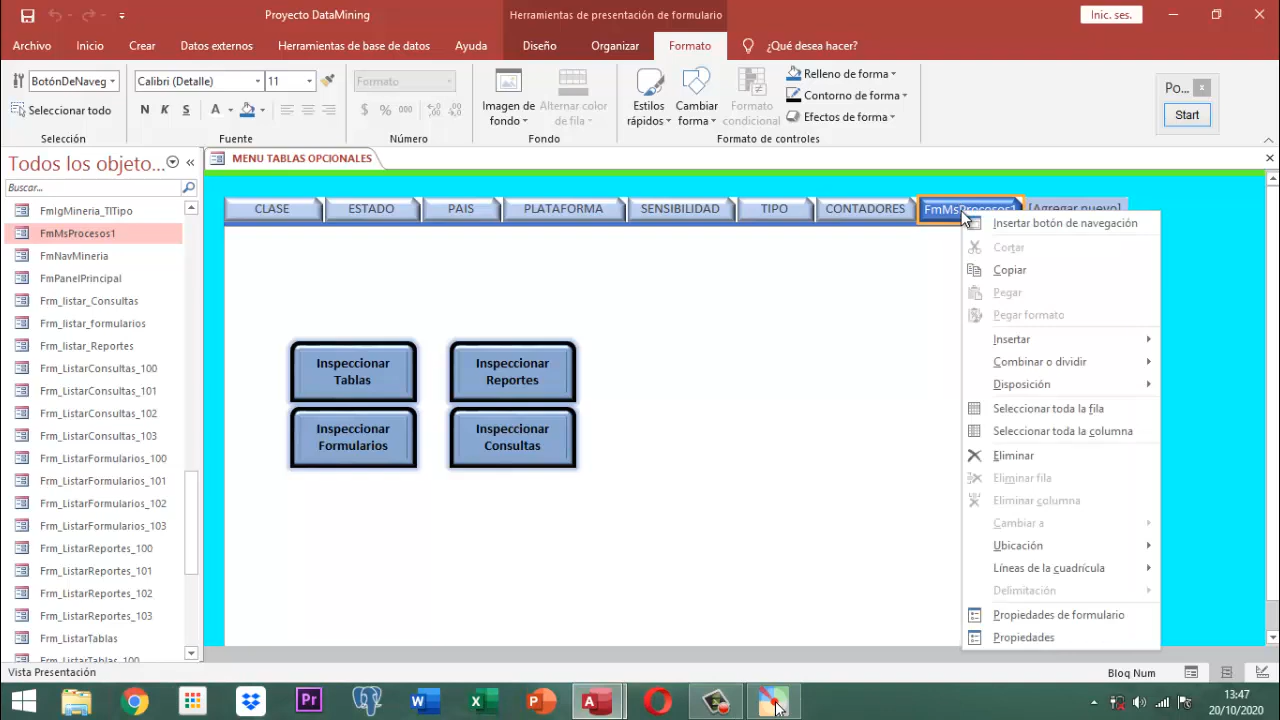 Proyecto DataMining
Herramientas de presentación de formulario
Inic. ses.
Archivo
Inicio
Crear
Datos externos
Herramientas de base de datos
Ayuda
Diseño
Organizar
Formato
¿Qué desea hacer?
BotónDeNaveg
Seleccionar todo
Selección
Calibri (Detalle)
11
N K S
A
Fuente
Formato
$ % 000
Número
Imagen de fondo
Alternar color de fila
Fondo
Estilos rápidos
Cambiar forma
Formato condicional
Relleno de forma
Contorno de forma
Efectos de forma
Formato de controles
Po... x
Start
Todos los objeto...
Buscar...
FmIgMineria_TlTipo
FmMsProcesos1
FmNavMineria
FmPanelPrincipal
Frm_listar_Consultas
Frm_listar_formularios
Frm_listar_Reportes
Frm_ListarConsultas_100
Frm_ListarConsultas_101
Frm_ListarConsultas_102
Frm_ListarConsultas_103
Frm_ListarFormularios_100
Frm_ListarFormularios_101
Frm_ListarFormularios_102
Frm_ListarFormularios_103
Frm_ListarReportes_100
Frm_ListarReportes_101
Frm_ListarReportes_102
Frm_ListarReportes_103
Frm_ListarTablas
Frm_ListarTablas_100
MENU TABLAS OPCIONALES
CLASE
ESTADO
PAIS
PLATAFORMA
SENSIBILIDAD
TIPO
CONTADORES
FmMsProcesos1
[Agregar nuevo]
Inspeccionar
Tablas
Inspeccionar
Reportes
Inspeccionar
Formularios
Inspeccionar
Consultas
Insertar botón de navegación
Cortar
Copiar
Pegar
Pegar formato
Insertar
Combinar o dividir
Disposición
Seleccionar toda la fila
Seleccionar toda la columna
Eliminar
Eliminar fila
Eliminar columna
Cambiar a
Ubicación
Líneas de la cuadrícula
Delimitación
Propiedades de formulario
Propiedades
Vista Presentación
Bloq Num
Pr
13:47
20/10/2020